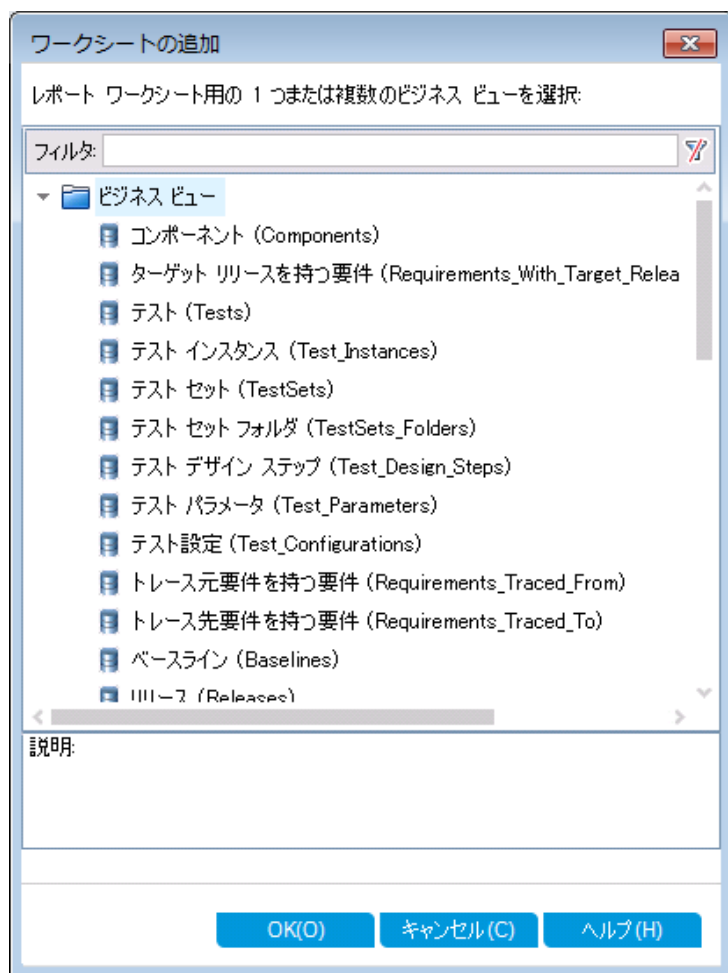 ワークシートの追加
レポート ワークシート用の 1 つまたは複数のビジネス ビューを選択:
フィルタ:
ビジネス ビュー
コンポーネント (Components)
ターゲット リリースを持つ要件 (Requirements_With_Target_Relea
テスト (Tests)
テスト インスタンス (Test_Instances)
テスト セット (TestSets)
テスト セット フォルダ (TestSets_Folders)
テスト デザイン ステップ (Test_Design_Steps)
テスト パラメータ (Test_Parameters)
テスト設定 (Test_Configurations)
トレース元要件を持つ要件 (Requirements_Traced_From)
トレース先要件を持つ要件 (Requirements_Traced_To)
ベースライン (Baselines)
リリース (Releases)
説明:
OK(O) キャンセル(C) ヘルプ(H)